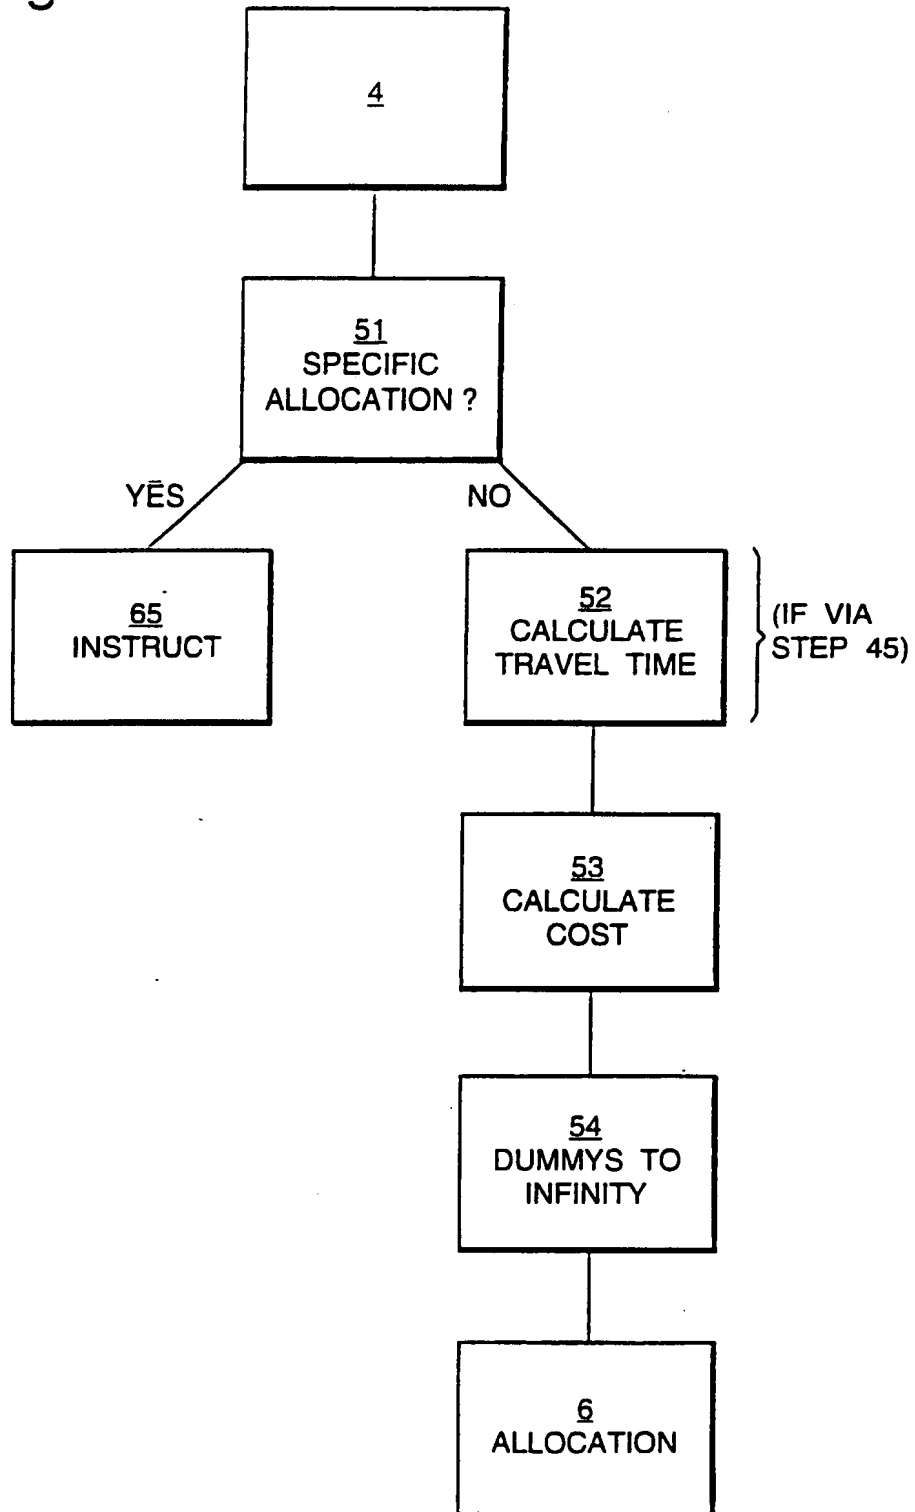 4
51
SPECIFIC
ALLOCATION ?
YES
NO
65
INSTRUCT
52
CALCULATE
TRAVEL TIME
(IF VIA
STEP 45)
53
CALCULATE
COST
54
DUMMYS TO
INFINITY
6
ALLOCATION